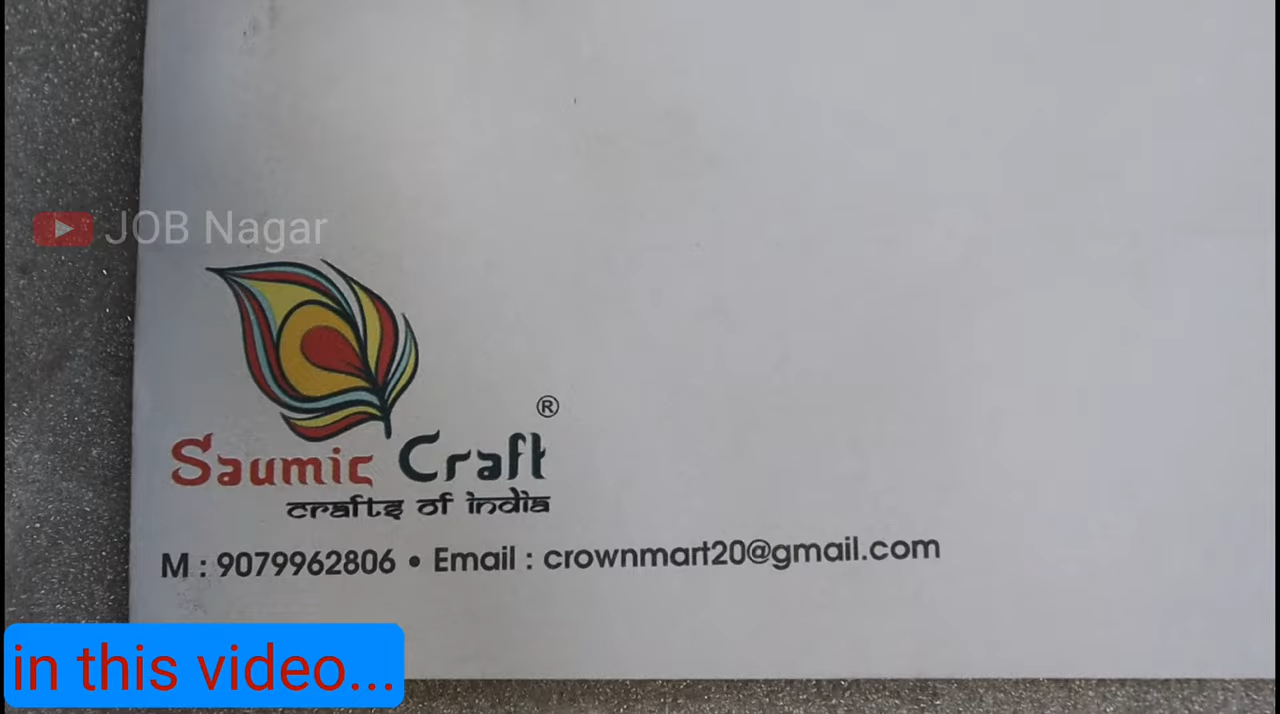 JOB Nagar
®
Saumic Craft
crafts of india
M : 9079962806 • Email : crownmart20@gmail.com
in this video...